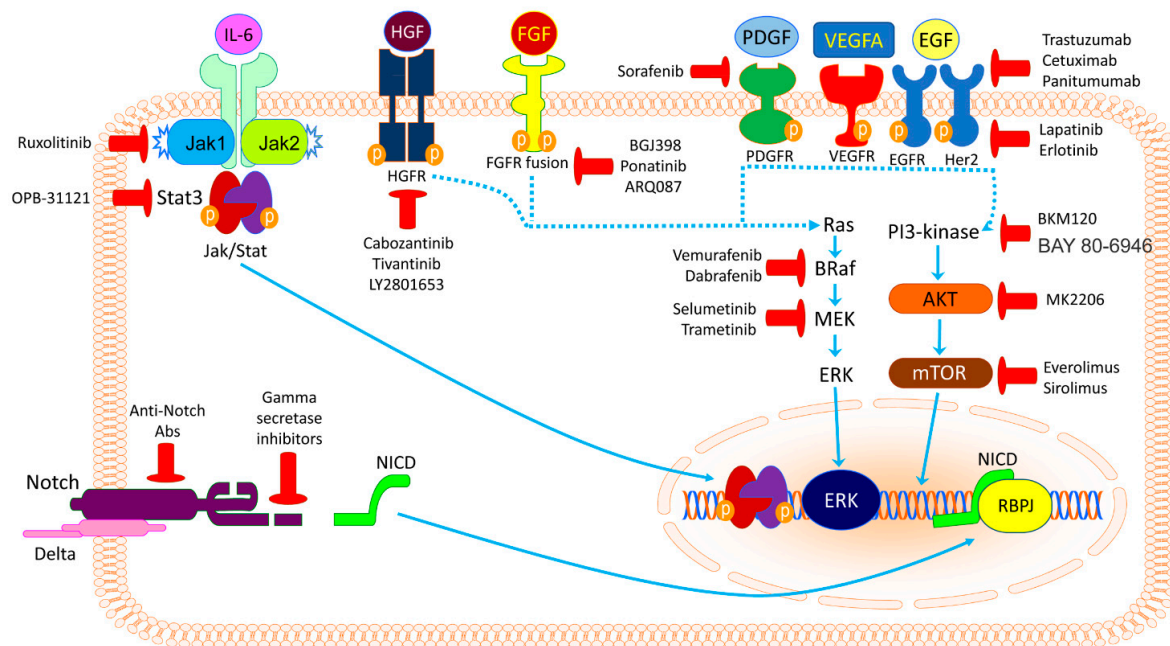 IL-6
HGF
FGF
PDGF
VEGFA
EGF
Trastuzumab
Cetuximab
Panitumumab
Sorafenib
Ruxolitinib
Jak1
Jak2
P
P
P
P
P
P
P
P
HGFR
FGFR fusion
BGJ398
Ponatinib
ARQ087
PDGFR
VEGFR
EGFR
Her2
Lapatinib
Erlotinib
OPB-31121
Stat3
P
P
Jak/Stat
Cabozantinib
Tivantinib
LY2801653
Ras
PI3-kinase
BKM120
BAY 80-6946
Vemurafenib
Dabrafenib
BRaf
AKT
MK2206
Selumetinib
Trametinib
MEK
ERK
mTOR
Everolimus
Sirolimus
Anti-Notch
Abs
Gamma
secretase
inhibitors
NICD
NICD
Notch
Delta
P
P
ERK
RBPJ